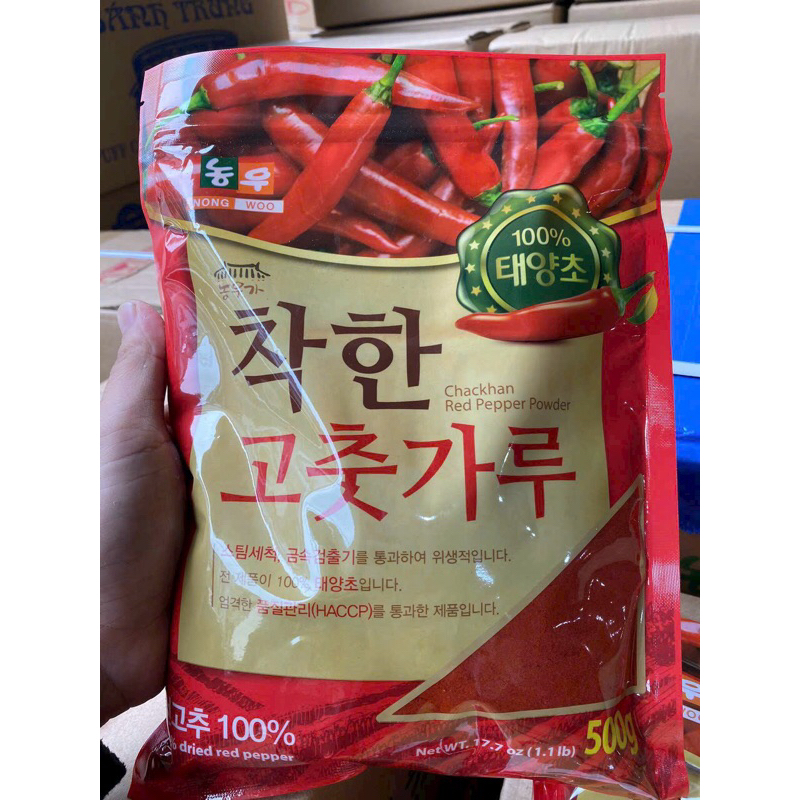 BÁNH TRUNG
농우
NONG WOO
100%
태양초
농우가
착한
Chackhan
Red Pepper Powder
고춧가루
스팀세척, 금속검출기를 통과하여 위생적입니다.
전 제품이 100% 태양초입니다.
엄격한 품질관리(HACCP)를 통과한 제품입니다.
고추 100%
dried red pepper
Net WT. 17.7 oz (1.1 lb)
500g
우